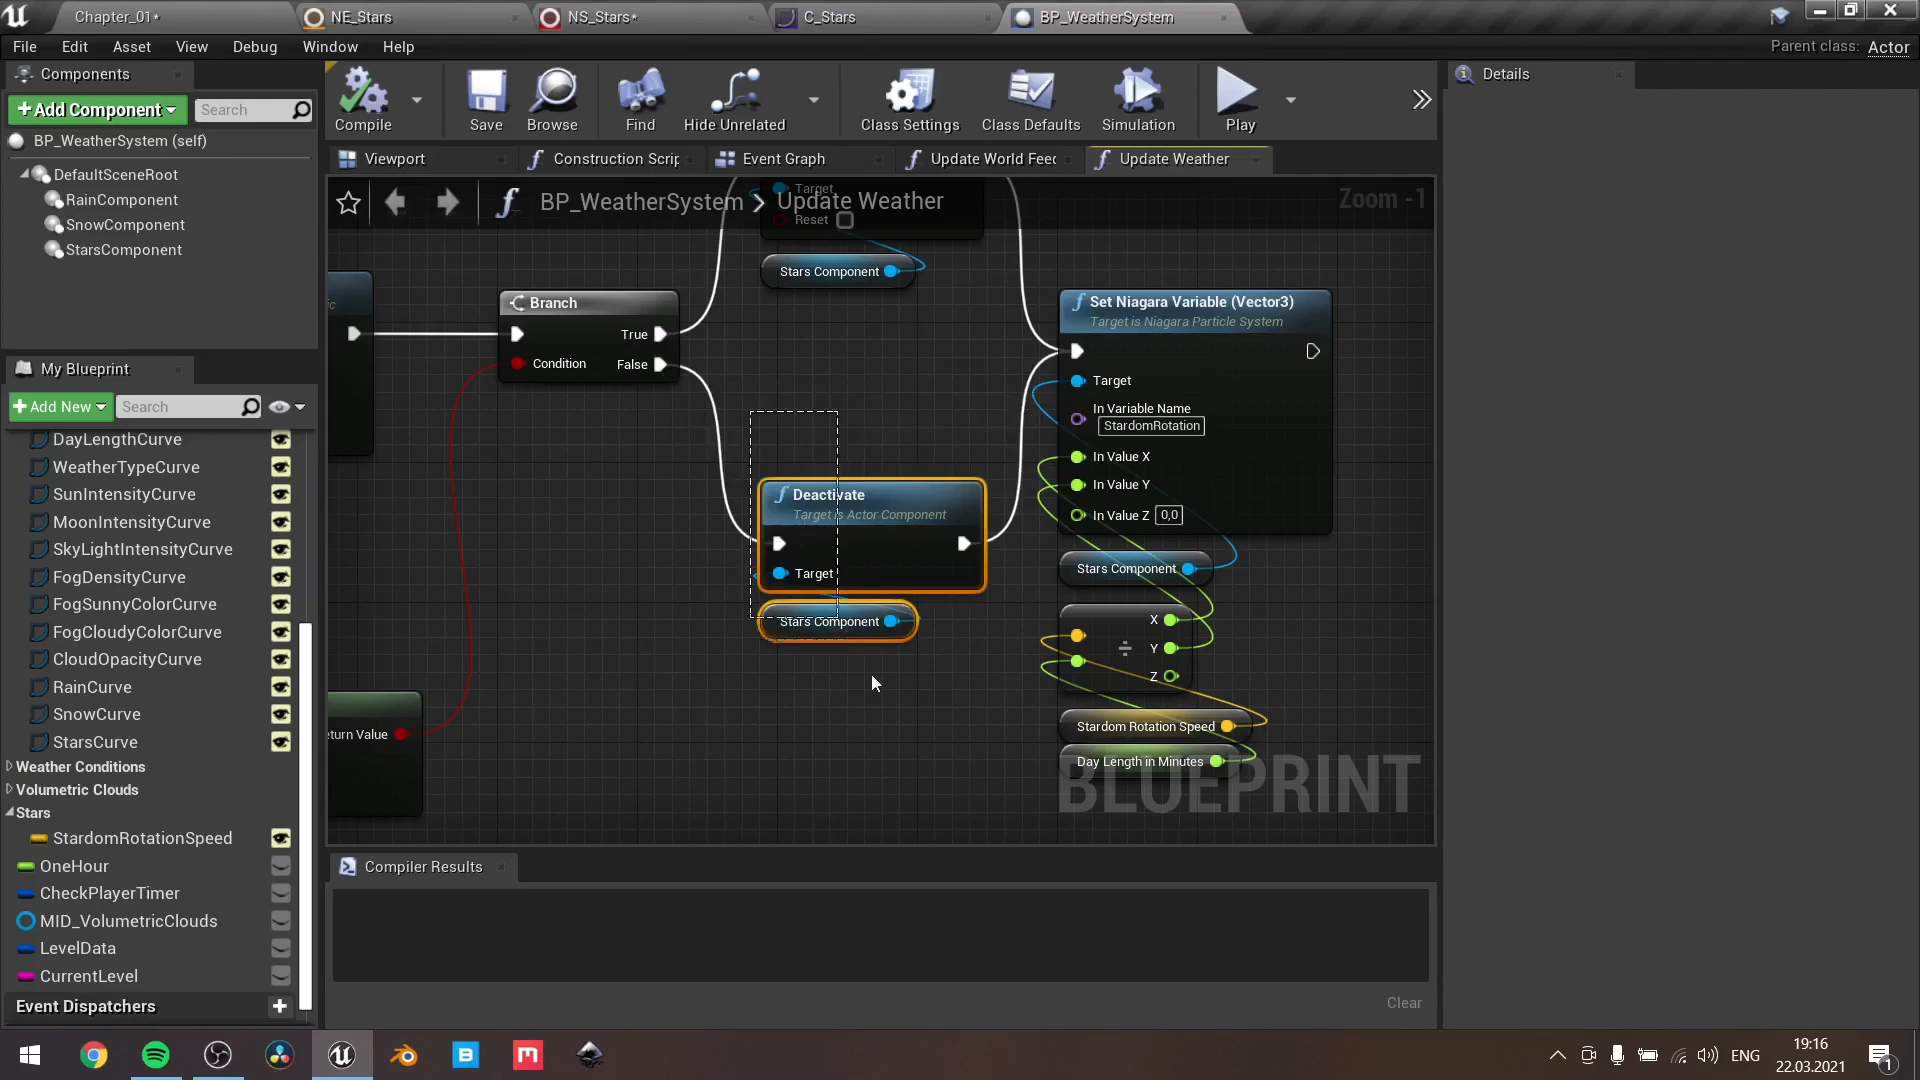 Chapter_01*
NE_Stars
NS_Stars*
C_Stars
BP_WeatherSystem
File
Edit
Asset
View
Debug
Window
Help
Parent class: Actor
Components
+Add Component
Search
BP_WeatherSystem (self)
DefaultSceneRoot
RainComponent
SnowComponent
StarsComponent
My Blueprint
+Add New
Search
DayLengthCurve
WeatherTypeCurve
SunIntensityCurve
MoonIntensityCurve
SkyLightIntensityCurve
FogDensityCurve
FogSunnyColorCurve
FogCloudyColorCurve
CloudOpacityCurve
RainCurve
SnowCurve
StarsCurve
Weather Conditions
Volumetric Clouds
Stars
StardomRotationSpeed
OneHour
CheckPlayerTimer
MID_VolumetricClouds
LevelData
CurrentLevel
Event Dispatchers
Compile
Save
Browse
Find
Hide Unrelated
Class Settings
Class Defaults
Simulation
Play
Viewport
Construction Scrip
Event Graph
Update World Feec
Update Weather
BP_WeatherSystem > Update Weather
Zoom -1
Target
Reset
Stars Component
Branch
True
Condition
False
Deactivate
Target is Actor Component
Target
Stars Component
Set Niagara Variable (Vector3)
Target is Niagara Particle System
Target
In Variable Name
StardomRotation
In Value X
In Value Y
In Value Z 0,0
Stars Component
X
÷
Y
Z
Stardom Rotation Speed
Day Length in Minutes
eturn Value
BLUEPRINT
Compiler Results
Clear
Details
ENG
19:16
22.03.2021
1